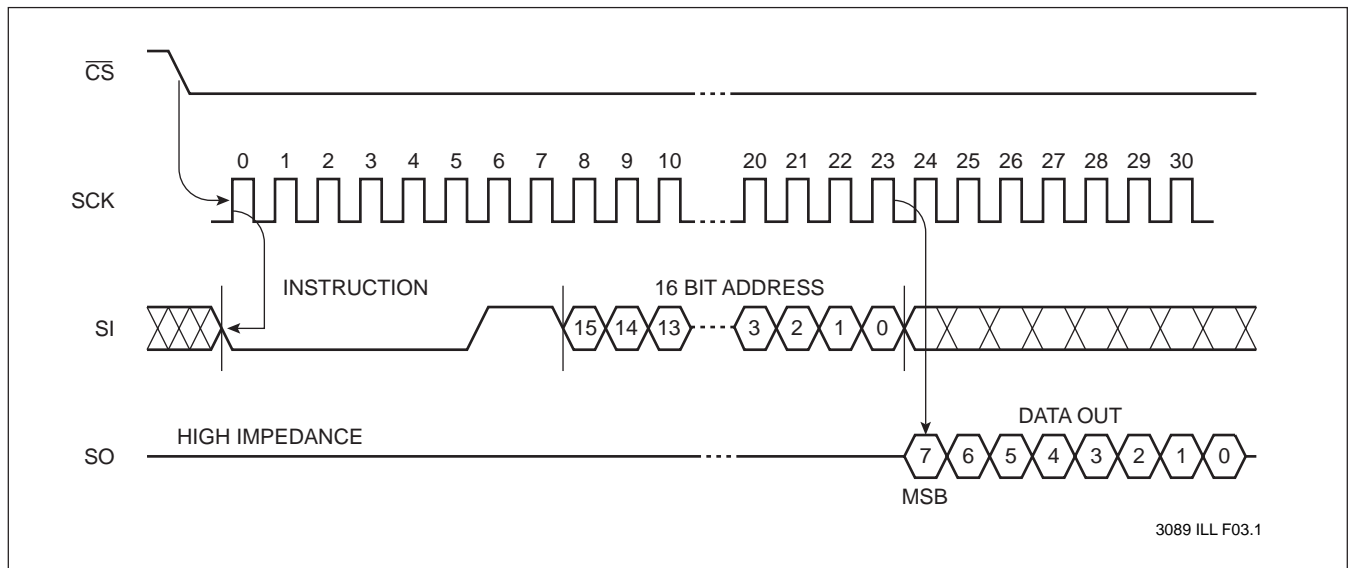 CS
0 1 2 3 4 5 6 7 8 9 10 20 21 22 23 24 25 26 27 28 29 30
SCK
INSTRUCTION 16 BIT ADDRESS
SI 15 14 13 3 2 1 0
DATA OUT
HIGH IMPEDANCE
SO 7 6 5 4 3 2 1 0
MSB
3089 ILL F03.1